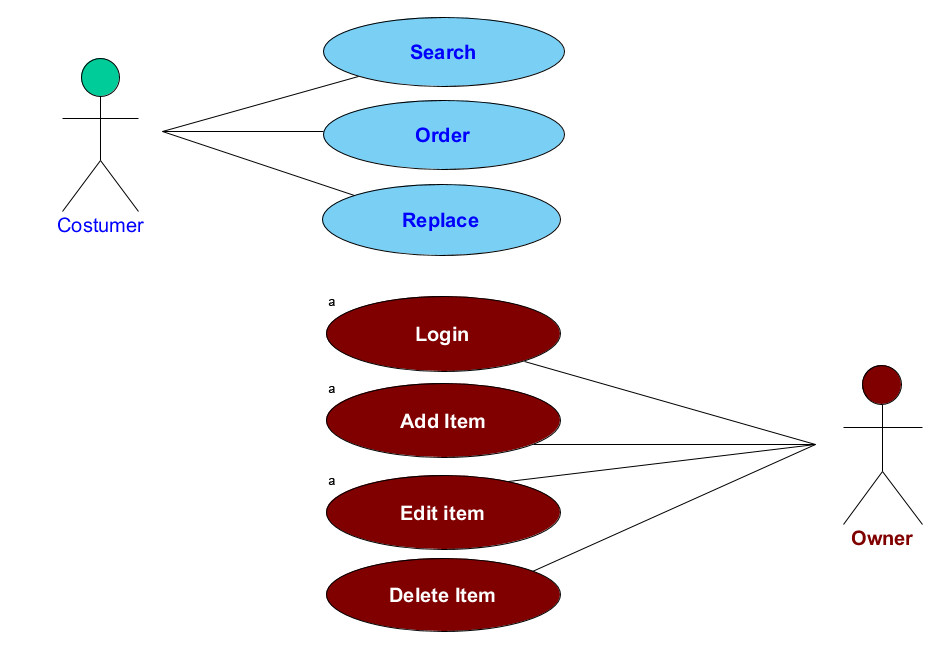 Search
Order
Replace
Costumer
a
Login
a
Add Item
a
Edit item
Delete Item
Owner